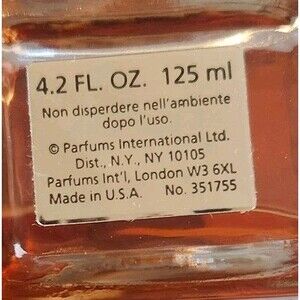 4.2 FL. OZ. 125 ml
Non disperdere nell'ambiente
dopo l'uso.
© Parfums International Ltd.
Dist., N.Y., NY 10105
Parfums Int'l, London W3 6XL
Made in U.S.A. No. 351755